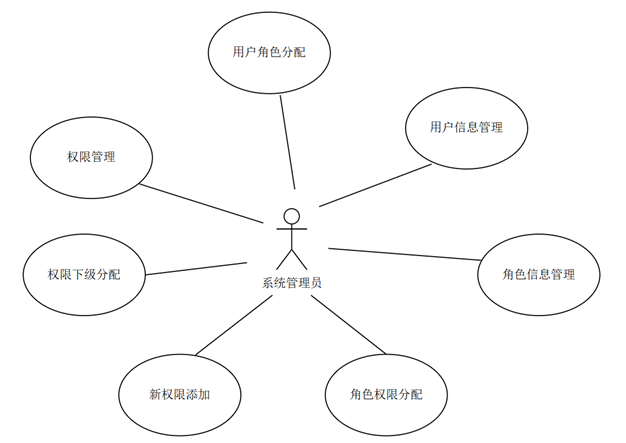 用户角色分配
用户信息管理
权限管理
权限下级分配
角色信息管理
系统管理员
新权限添加
角色权限分配